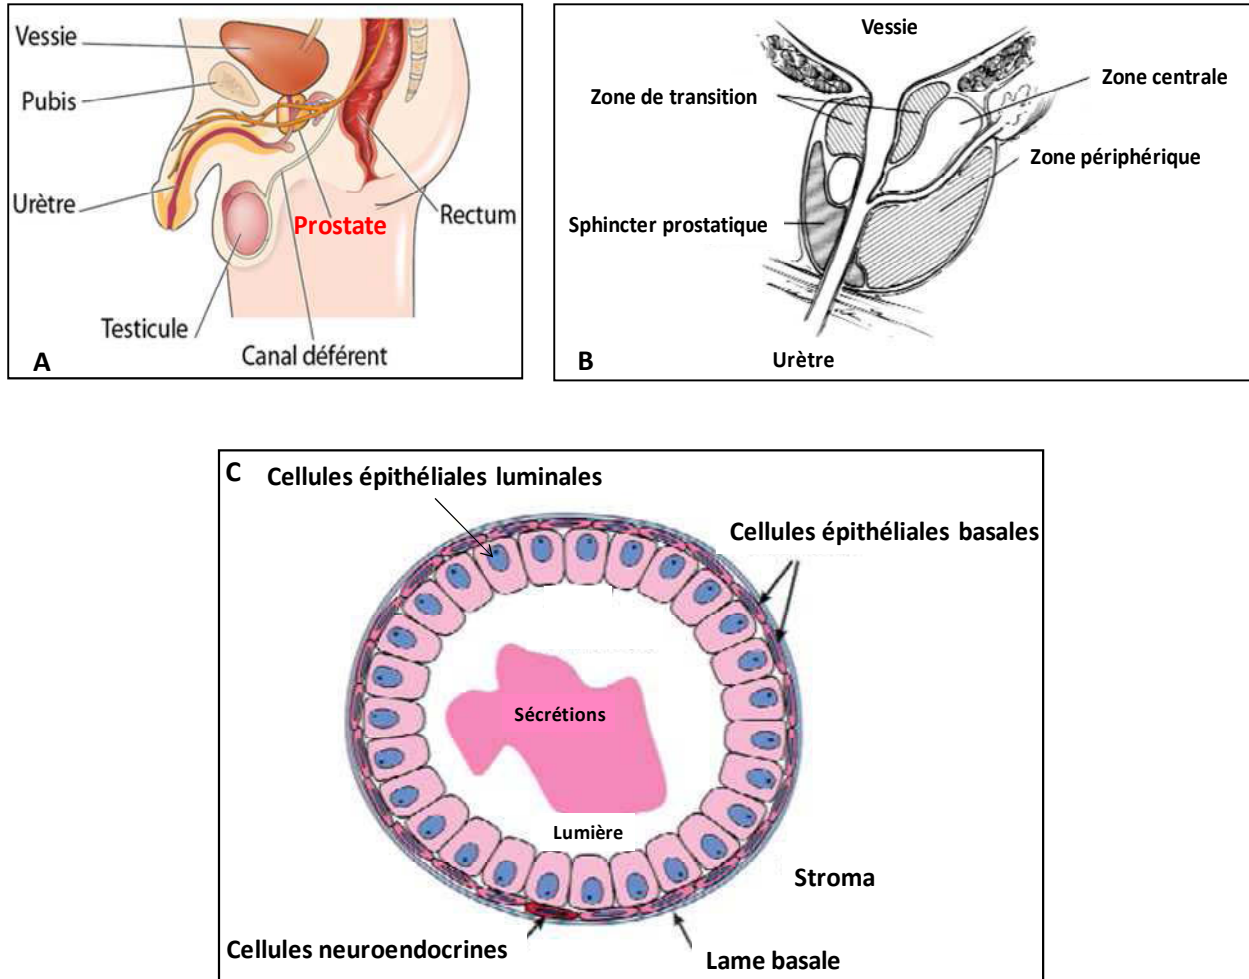 Vessie
Pubis
Urètre
Prostate
Rectum
Testicule
Canal déférent
A
Vessie
Zone de transition
Zone centrale
Zone périphérique
Sphincter prostatique
B
Urètre
C
Cellules épithéliales luminales
Cellules épithéliales basales
Sécrétions
Lumière
Stroma
Cellules neuroendocrines
Lame basale